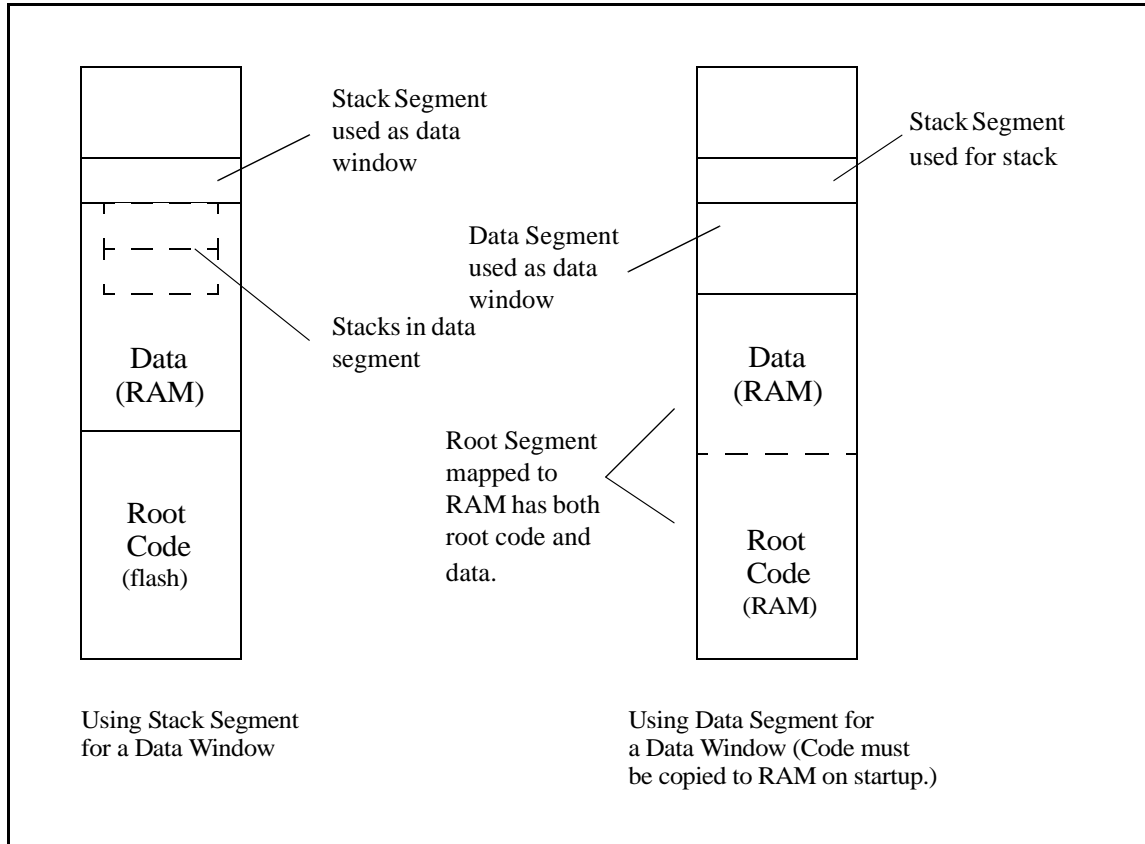 Stack Segment
used as data
window
Stacks in data
segment
Data
(RAM)
Root
Code
(flash)
Using Stack Segment
for a Data Window
Stack Segment
used for stack
Data Segment
used as data
window
Data
(RAM)
Root Segment
mapped to
RAM has both
root code and
data.
Root
Code
(RAM)
Using Data Segment for
a Data Window (Code must
be copied to RAM on startup.)